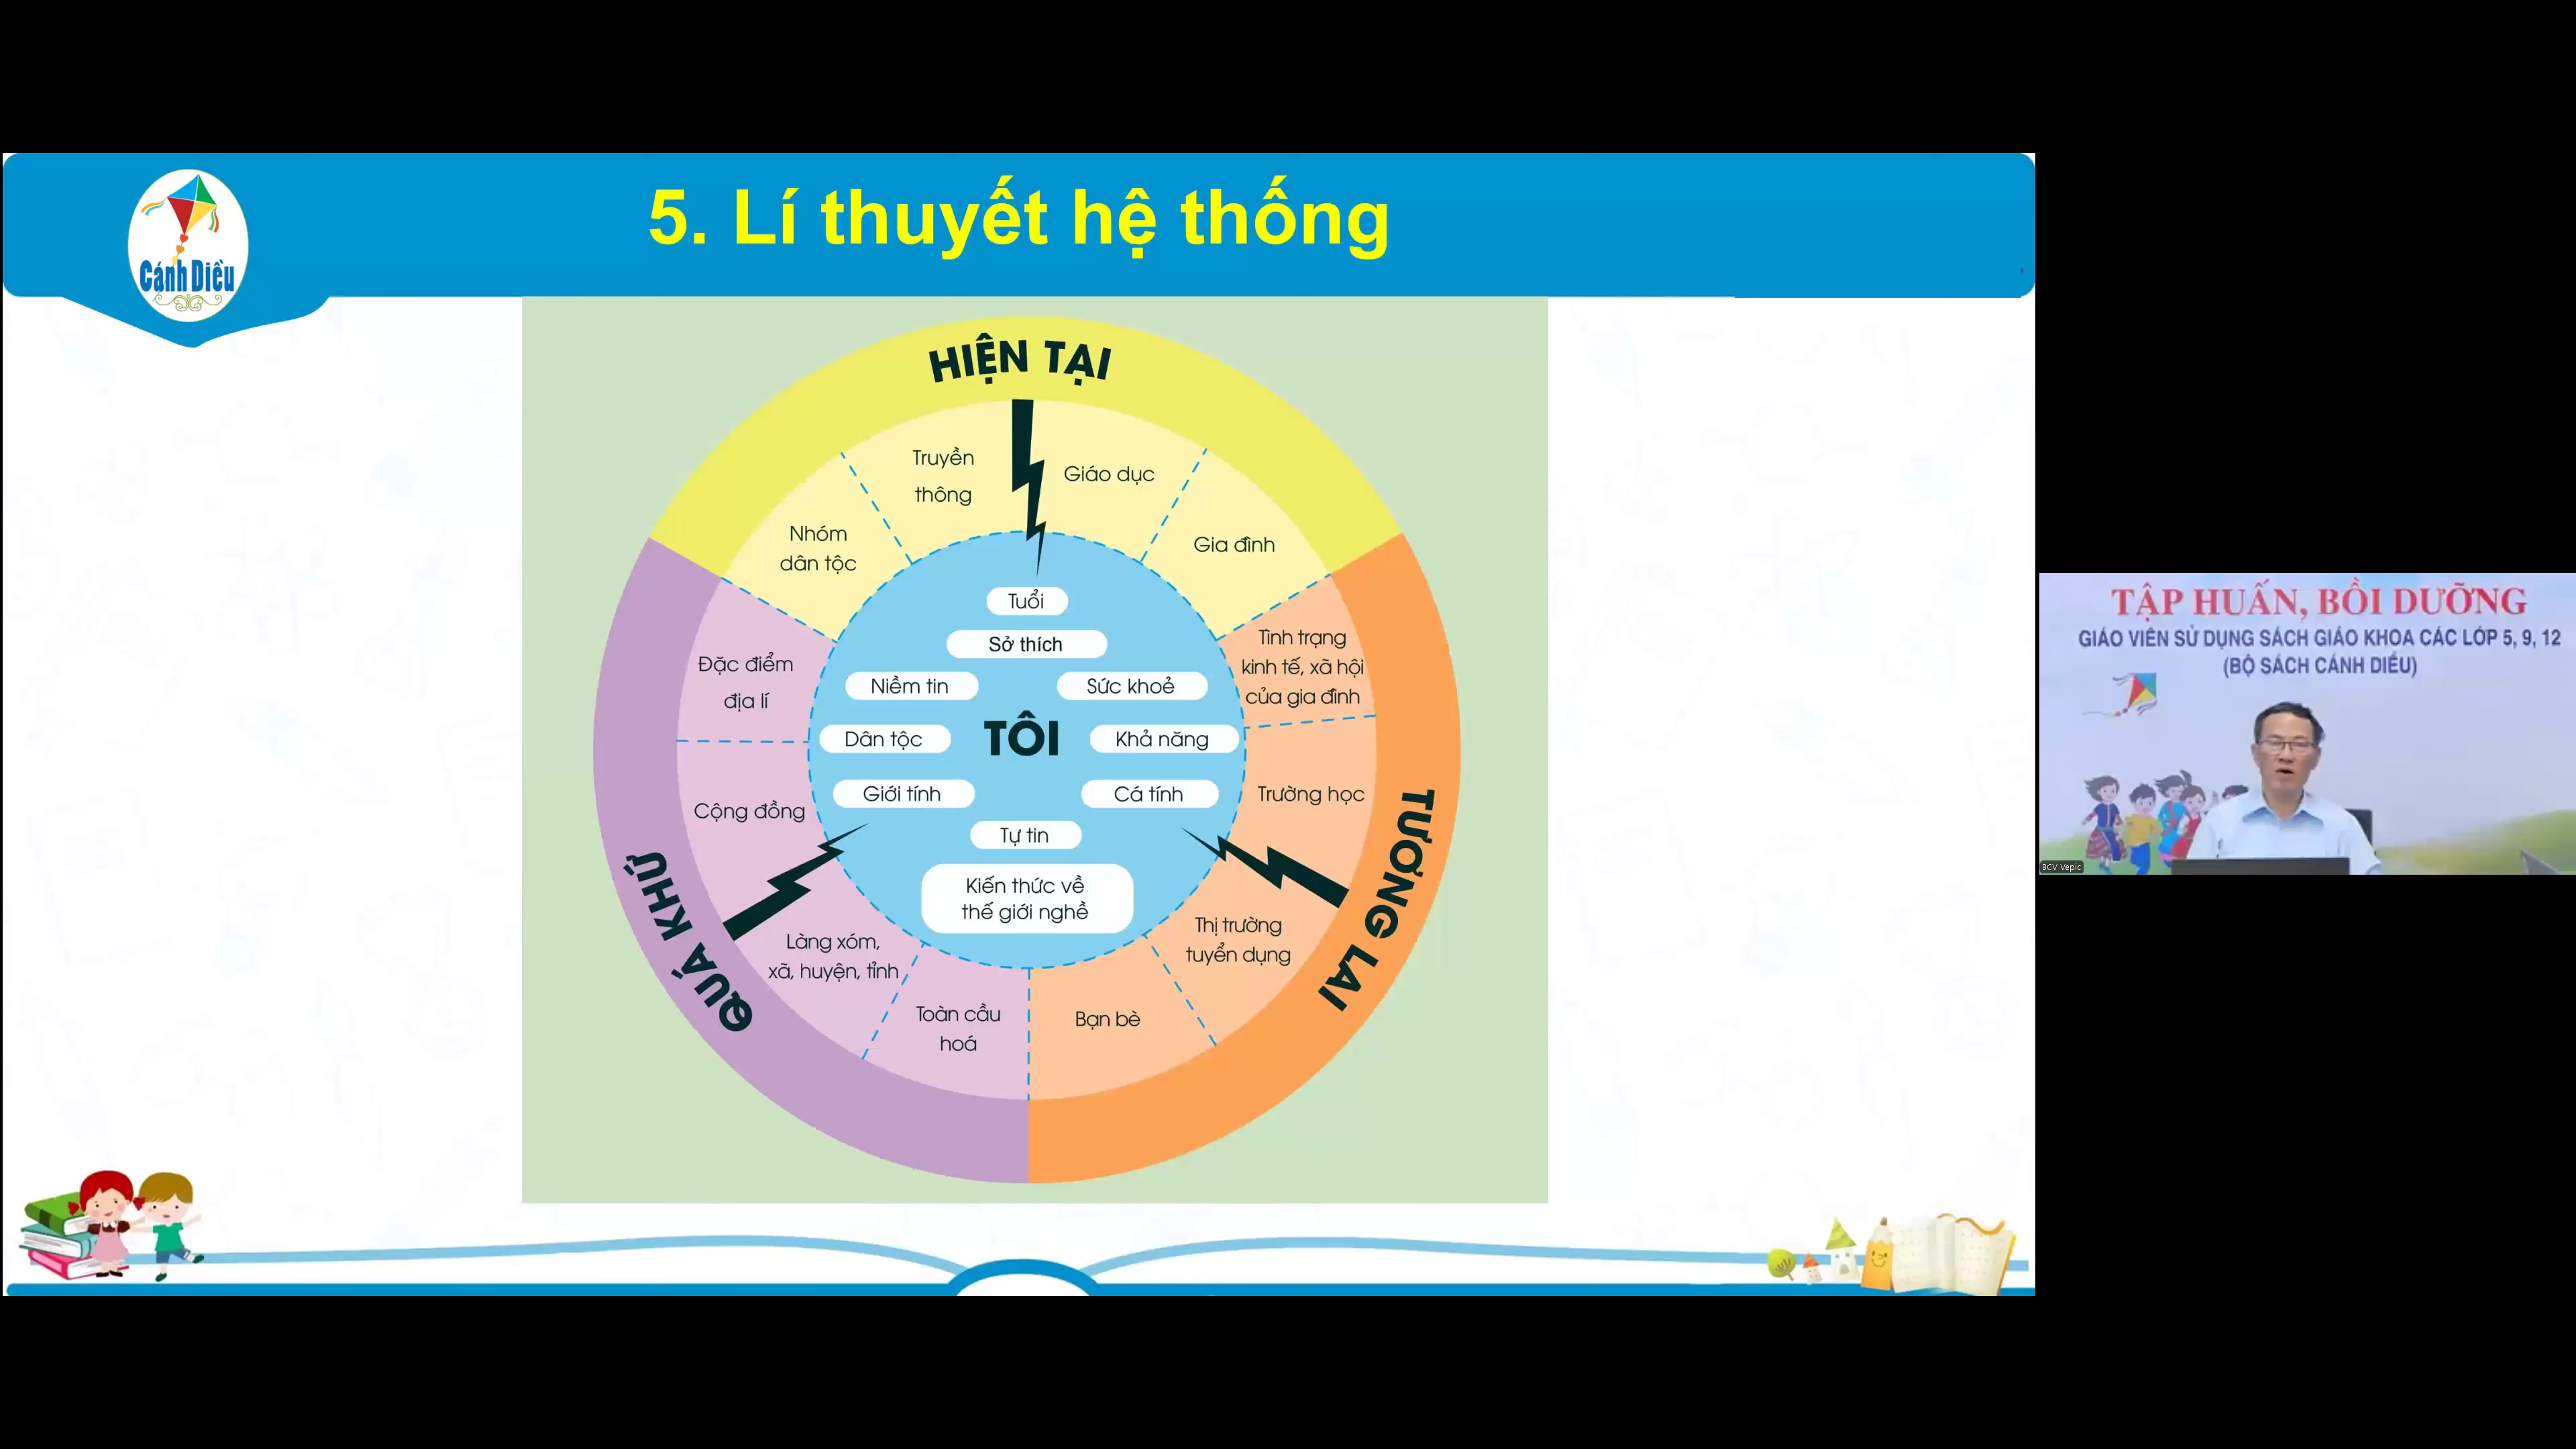 5. Lí thuyết hệ thống
Cánh Diều
HIỆN TẠI
Truyền
thông
Giáo dục
Nhóm
dân tộc
Gia đình
Đặc điểm
địa lí
Tình trạng
kinh tế, xã hội
của gia đình
Cộng đồng
Trường học
Làng xóm,
xã, huyện, tỉnh
Thị trường
tuyển dụng
Toàn cầu
hoá
Bạn bè
QUÁ KHỨ
TƯƠNG LAI
Tuổi
Sở thích
Niềm tin
Sức khoẻ
Dân tộc
TÔI
Khả năng
Giới tính
Cá tính
Tự tin
Kiến thức về
thế giới nghề
TẬP HUẤN, BỒI DƯỠNG
GIÁO VIÊN SỬ DỤNG SÁCH GIÁO KHOA CÁC LỚP 5, 9, 12
(BỘ SÁCH CÁNH DIỀU)
BCV Vepic